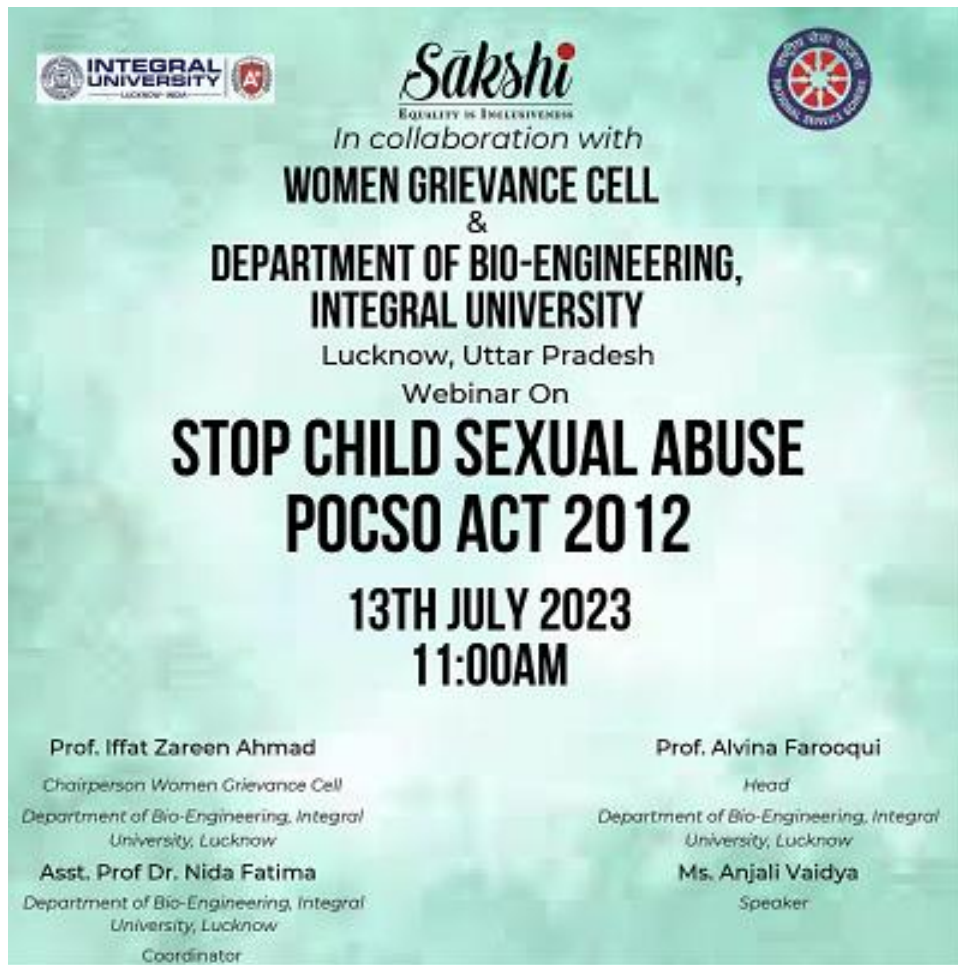 INTEGRAL
UNIVERSITY
LUCKNOW-INDIA
A+
Sākshi
EQUALITY IS INCLUSIVENESS
राष्ट्रीय सेवा योजना
NATIONAL SERVICE SCHEME
In collaboration with
WOMEN GRIEVANCE CELL
&
DEPARTMENT OF BIO-ENGINEERING,
INTEGRAL UNIVERSITY
Lucknow, Uttar Pradesh
Webinar On
STOP CHILD SEXUAL ABUSE
POCSO ACT 2012
13TH JULY 2023
11:00AM
Prof. Iffat Zareen Ahmad
Chairperson Women Grievance Cell
Department of Bio-Engineering, Integral
University, Lucknow
Asst. Prof Dr. Nida Fatima
Department of Bio-Engineering, Integral
University, Lucknow
Coordinator
Prof. Alvina Farooqui
Head
Department of Bio-Engineering, Integral
University, Lucknow
Ms. Anjali Vaidya
Speaker